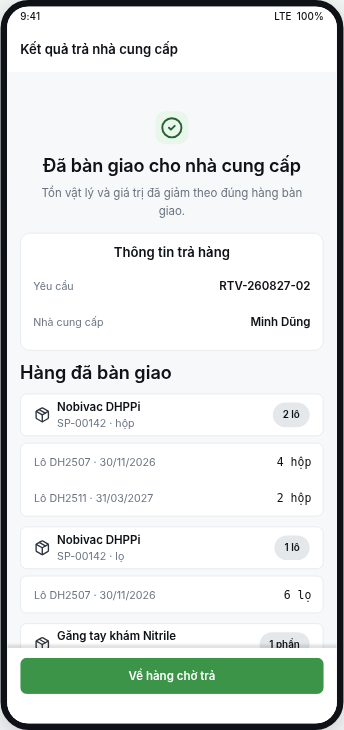 9:41 LTE 100%
Kết quả trả nhà cung cấp
Đã bàn giao cho nhà cung cấp
Tồn vật lý và giá trị đã giảm theo đúng hàng bàn
giao.
Thông tin trả hàng
Yêu cầu RTV-260827-02
Nhà cung cấp Minh Dũng
Hàng đã bàn giao
Nobivac DHPPi
SP-00142 · hộp
2 lô
Lô DH2507 · 30/11/2026 4 hộp
Lô DH2511 · 31/03/2027 2 hộp
Nobivac DHPPi
SP-00142 · lọ
1 lô
Lô DH2507 · 30/11/2026 6 lọ
Găng tay khám Nitrile
1 phần
Về hàng chờ trả